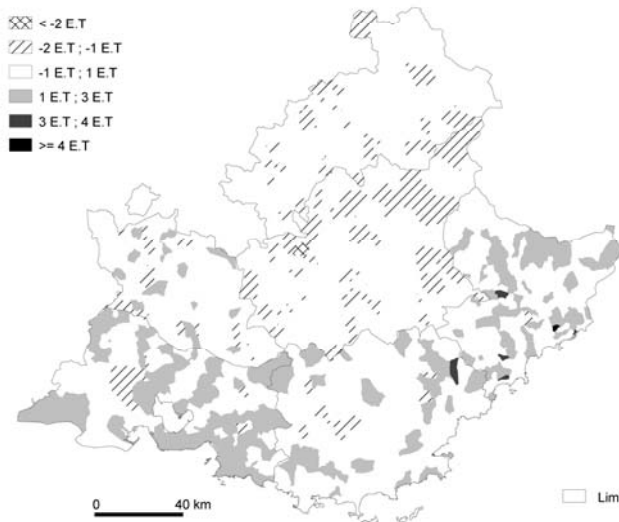 < -2 E.T
-2 E.T ; -1 E.T
-1 E.T ; 1 E.T
1 E.T ; 3 E.T
3 E.T ; 4 E.T
>= 4 E.T
0 40 km
Lim